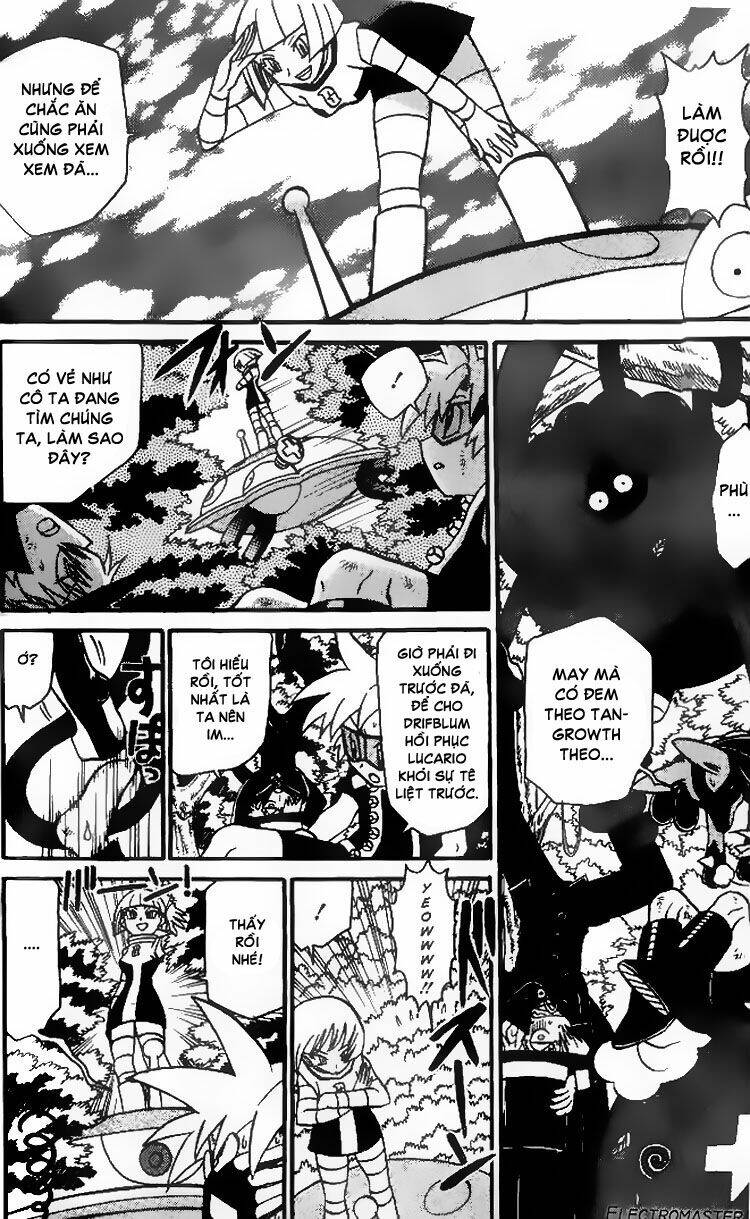 LÀM
ĐƯỢC
RỒI!!
NHƯNG ĐỂ
CHẮC ĂN
CŨNG PHẢI
XUỐNG XEM
XEM ĐÃ...
PHÙ
...
MAY MÀ
CÓ ĐEM
THEO TAN-
GROWTH
THEO...
!
CÓ VẺ NHƯ
CÔ TA ĐANG
TÌM CHÚNG
TA, LÀM SAO
ĐÂY?
GIỜ PHẢI ĐI
XUỐNG
TRƯỚC ĐÃ,
ĐỂ CHO
DRIFBLUM
HỒI PHỤC
LUCARIO
KHỎI SỰ TÊ
LIỆT TRƯỚC.
TÔI HIỂU
RỒI, TỐT
NHẤT LÀ
TA NÊN
IM...
Ớ?
すぽっ
YEOWWWW!!
!
THẤY
RỒI NHÉ!
.....
ELECTROMASTER